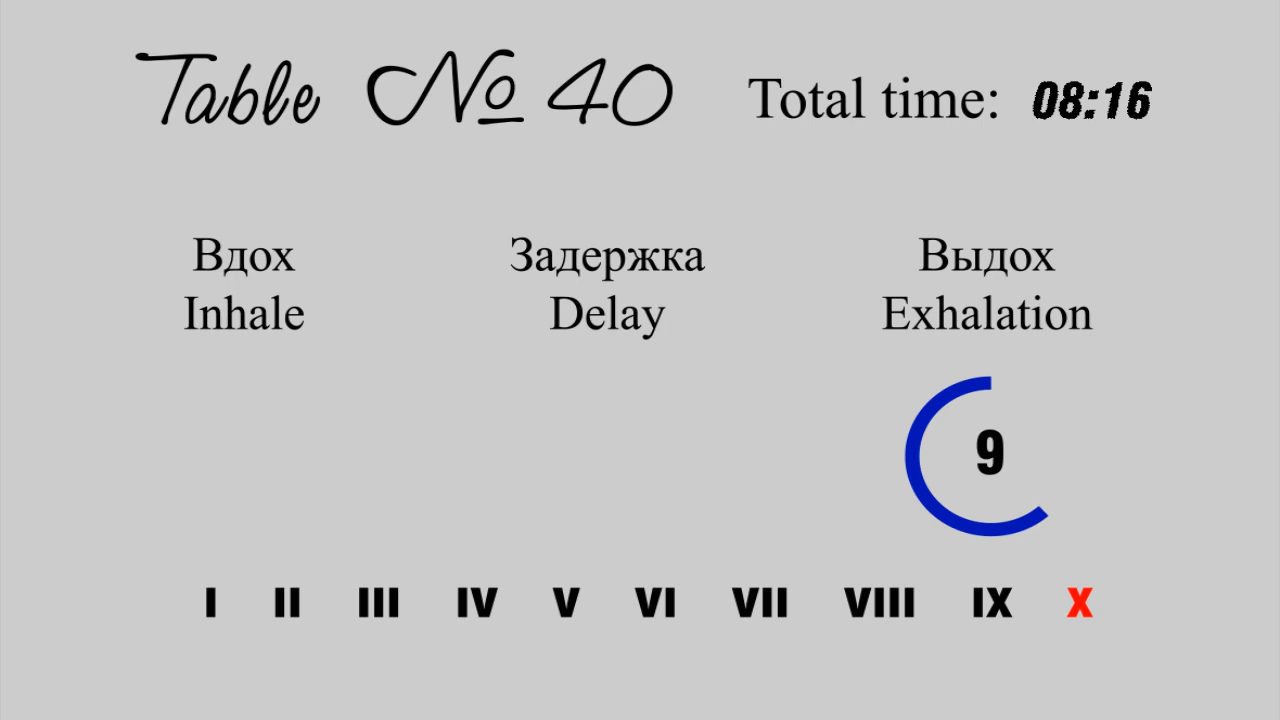 Table № 40 Total time: 08:16
Вдох Задержка Выдох
Inhale Delay Exhalation
9
I II III IV V VI VII VIII IX X